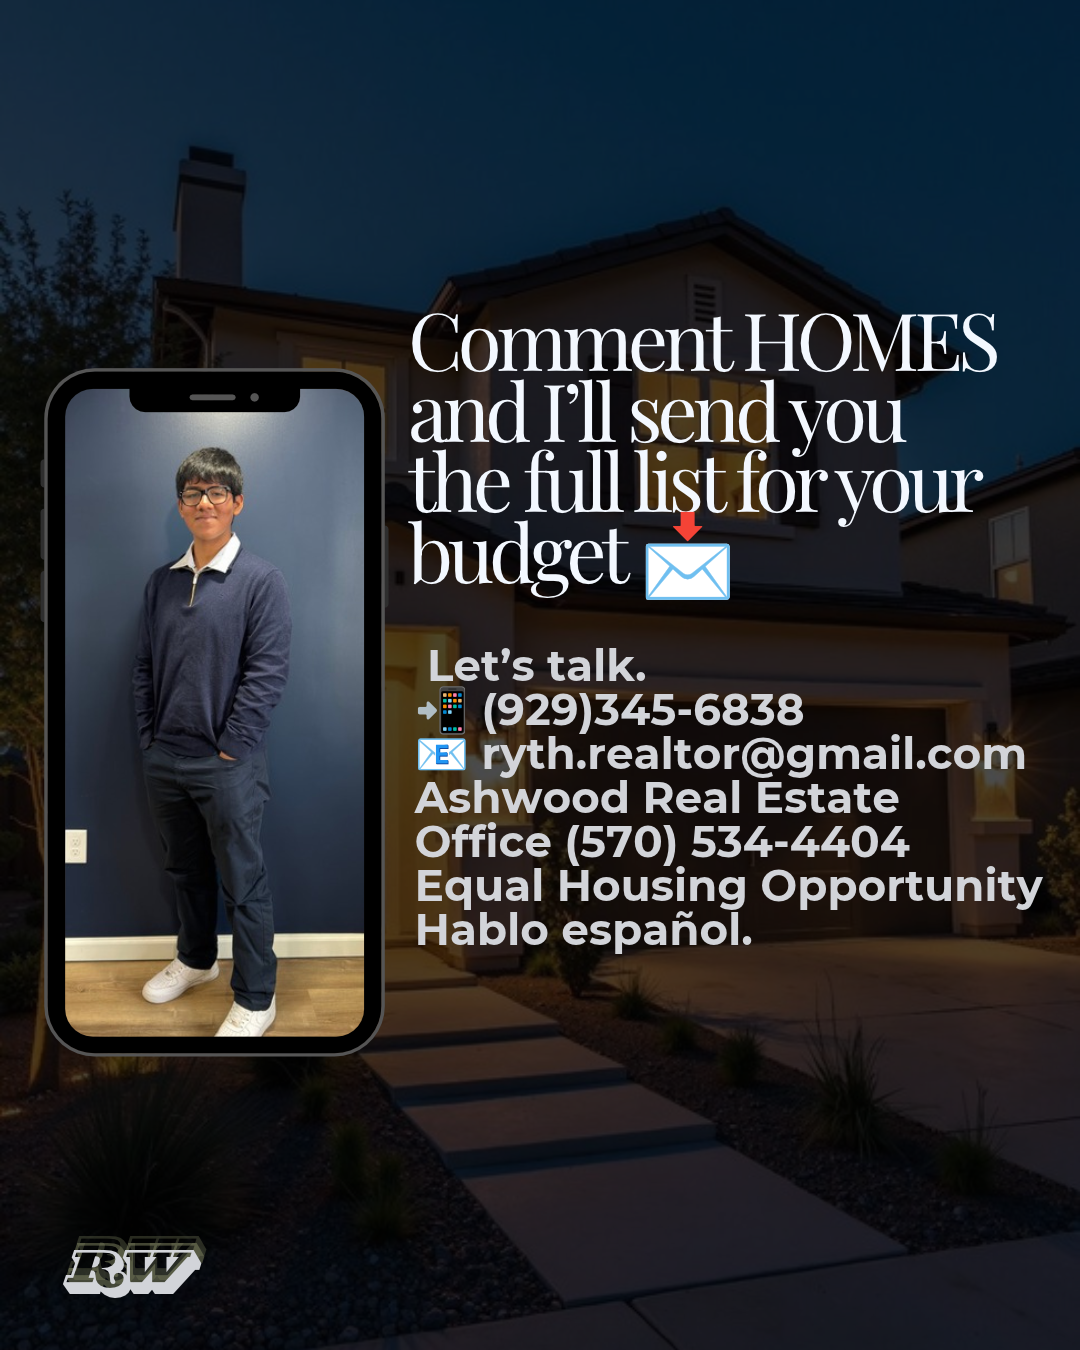 Comment HOMES
and I’ll send you
the full list for your
budget 📩
Let’s talk.
📲 (929)345-6838
📧 ryth.realtor@gmail.com
Ashwood Real Estate
Office (570) 534-4404
Equal Housing Opportunity
Hablo español.
RW